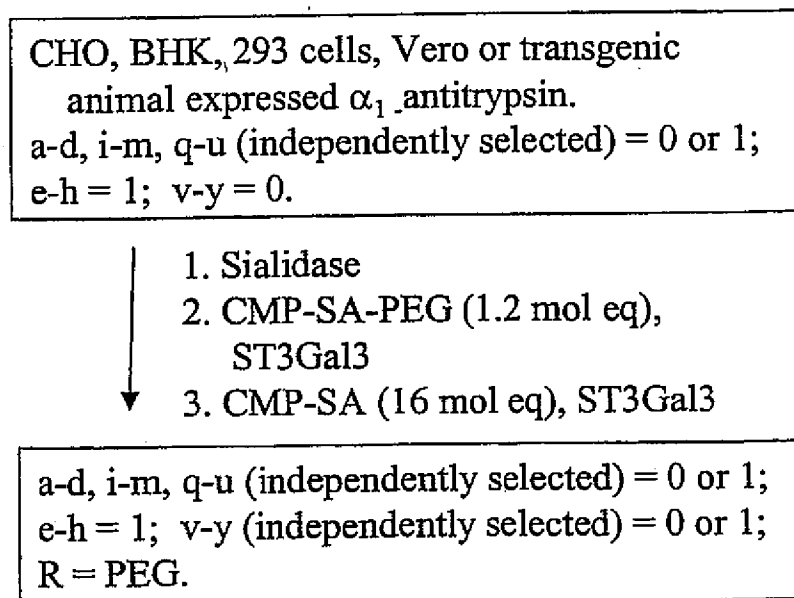 CHO, BHK, 293 cells, Vero or transgenic
animal expressed α₁ antitrypsin.
a-d, i-m, q-u (independently selected) = 0 or 1;
e-h = 1; v-y = 0.
1. Sialidase
2. CMP-SA-PEG (1.2 mol eq),
ST3Gal3
3. CMP-SA (16 mol eq), ST3Gal3
a-d, i-m, q-u (independently selected) = 0 or 1;
e-h = 1; v-y (independently selected) = 0 or 1;
R = PEG.